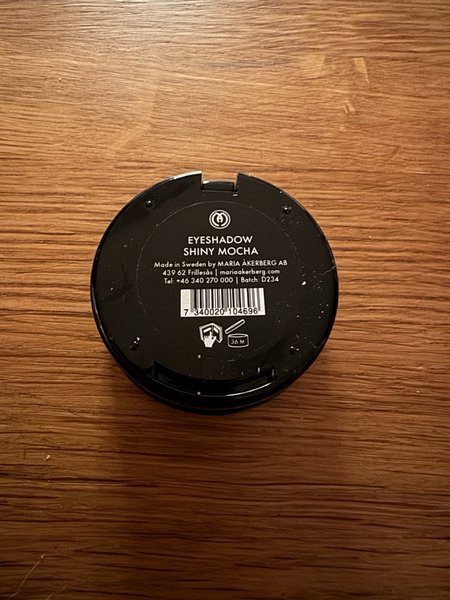 EYESHADOW
SHINY MOCHA
Made in Sweden by MARIA ÅKERBERG AB
439 62 Frillesås | mariaakerberg.com
Tel: +46 340 270 000 | Batch: D234
7 340020 104696
36 M